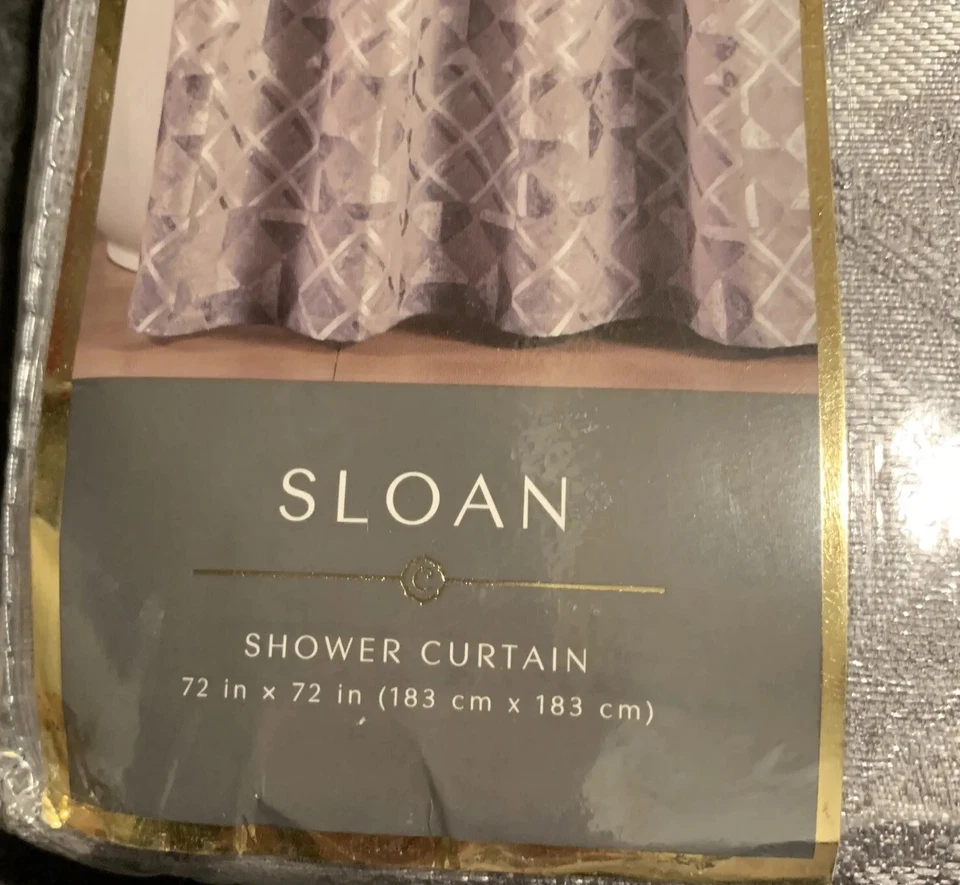 SLOAN
C
SHOWER CURTAIN
72 in x 72 in (183 cm x 183 cm)